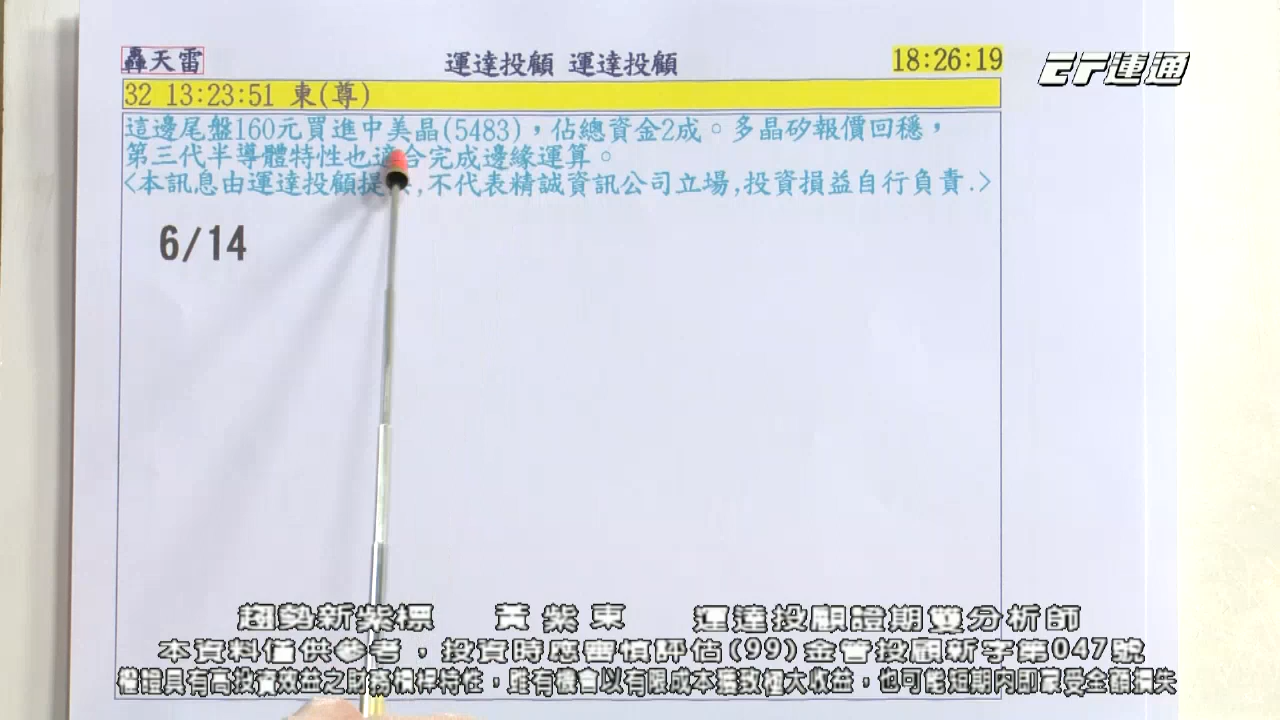 轟天雷 運達投顧 運達投顧 18:26:19
EF運通
32 13:23:51 東(尊)
這邊尾盤160元買進中美晶(5483)，佔總資金2成。多晶矽報價回穩，
第三代半導體特性也適合完成邊緣運算。
<本訊息由運達投顧提供,不代表精誠資訊公司立場,投資損益自行負責.>
6/14
趨勢新紫標 黃紫東 運達投顧證期雙分析師
本資料僅供參考，投資時應審慎評估(99)金管投顧新字第047號
權證具有高投資效益之財務槓桿特性，雖有機會以有限成本獲致極大收益，也可能短期內即蒙受全額損失